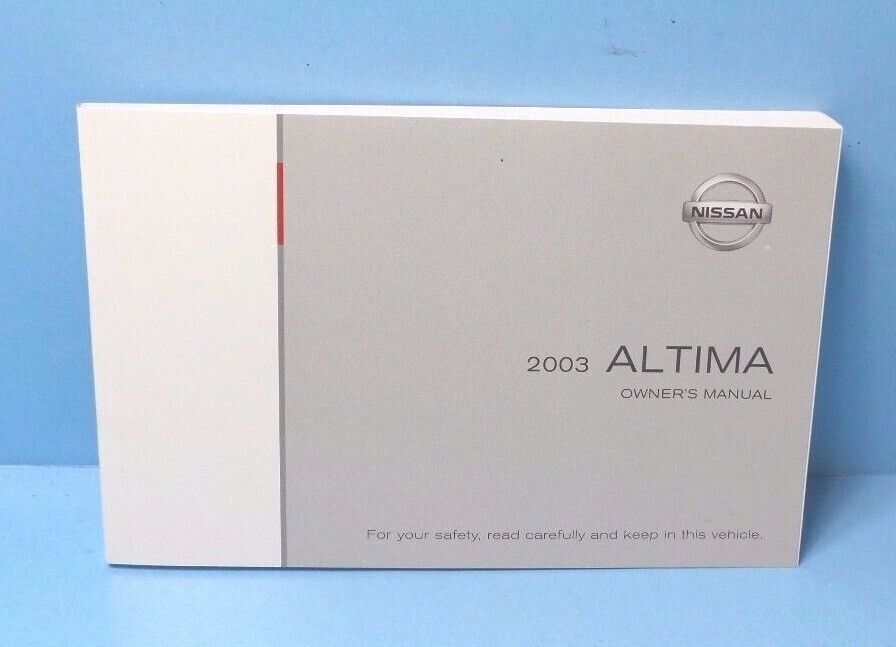 NISSAN
2003 ALTIMA
OWNER'S MANUAL
For your safety, read carefully and keep in this vehicle.